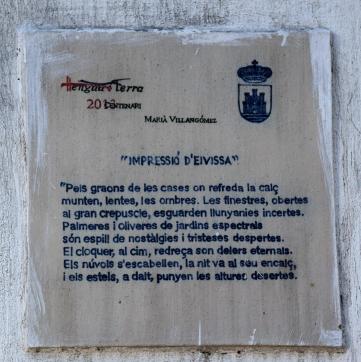 llengua i terra
2013 CENTENARI
MARIÀ VILLANGÓMEZ
"IMPRESSIÓ D'EIVISSA"
"Pels graons de les cases on refreda la calç
munten, lentes, les ombres. Les finestres, obertes
al gran crepuscle, esguarden llunyanies incertes.
Palmeres i oliveres de jardins espectrals
són espill de nostàlgies i tristeses despertes.
El cloquer, al cim, redreça son delers eternals.
Els núvols s'escabellen, la nit va al seu encalç,
i els estels, a dalt, punyen les altures desertes.